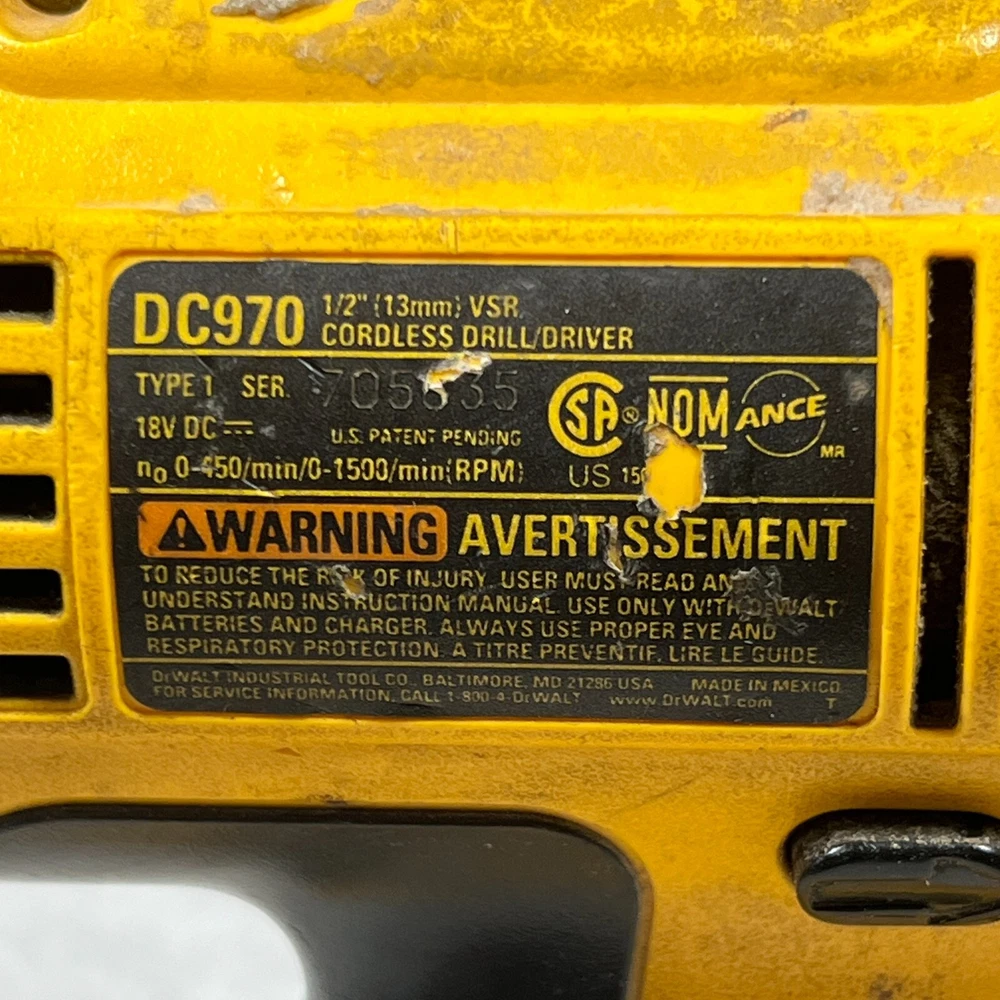 DC970 1/2" (13mm) VSR
CORDLESS DRILL/DRIVER
TYPE 1 SER.
18V DC
U.S. PATENT PENDING
n₀ 0-450/min/0-1500/min(RPM)
CSA ® NOM ANCE
MR
US
WARNING AVERTISSEMENT
TO REDUCE THE RISK OF INJURY, USER MUST READ AND
UNDERSTAND INSTRUCTION MANUAL. USE ONLY WITH DEWALT
BATTERIES AND CHARGER. ALWAYS USE PROPER EYE AND
RESPIRATORY PROTECTION. A TITRE PREVENTIF, LIRE LE GUIDE.
DeWALT INDUSTRIAL TOOL CO., BALTIMORE, MD 21286 USA MADE IN MEXICO
FOR SERVICE INFORMATION, CALL 1-800-4-DeWALT www.DeWALT.com T